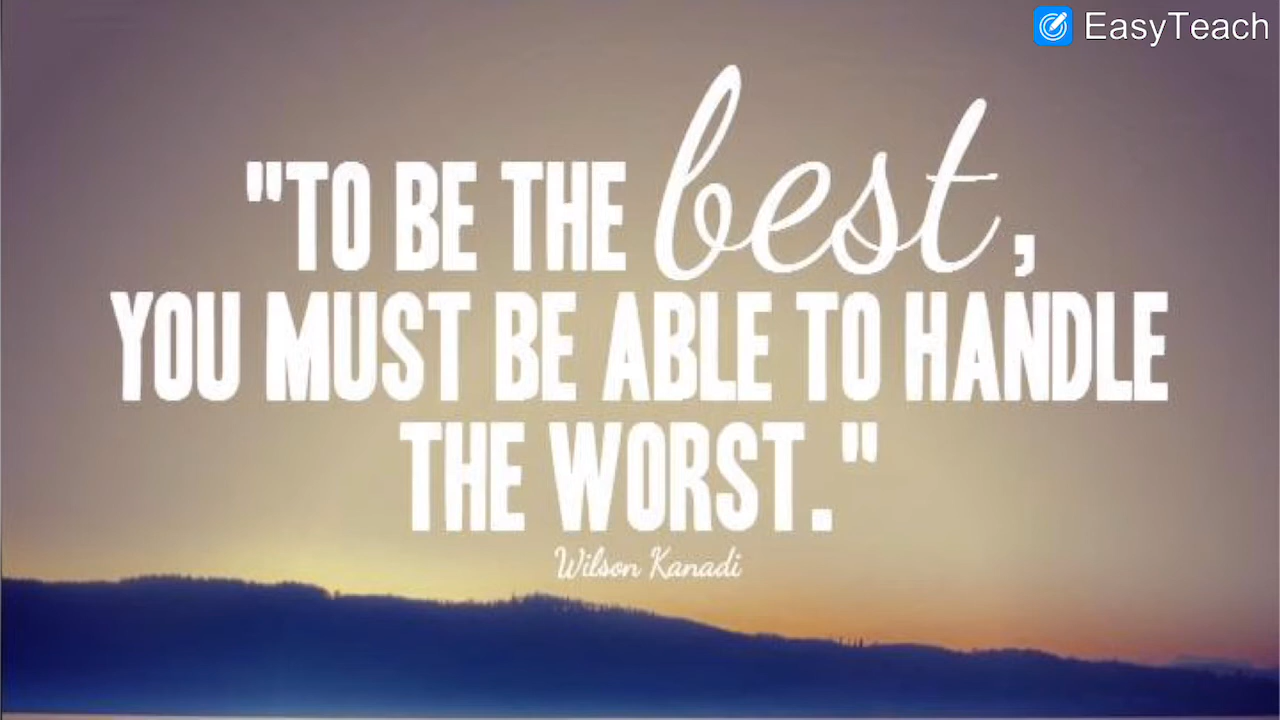 EasyTeach
"TO BE THE best,
YOU MUST BE ABLE TO HANDLE
THE WORST."
Wilson Kanadi